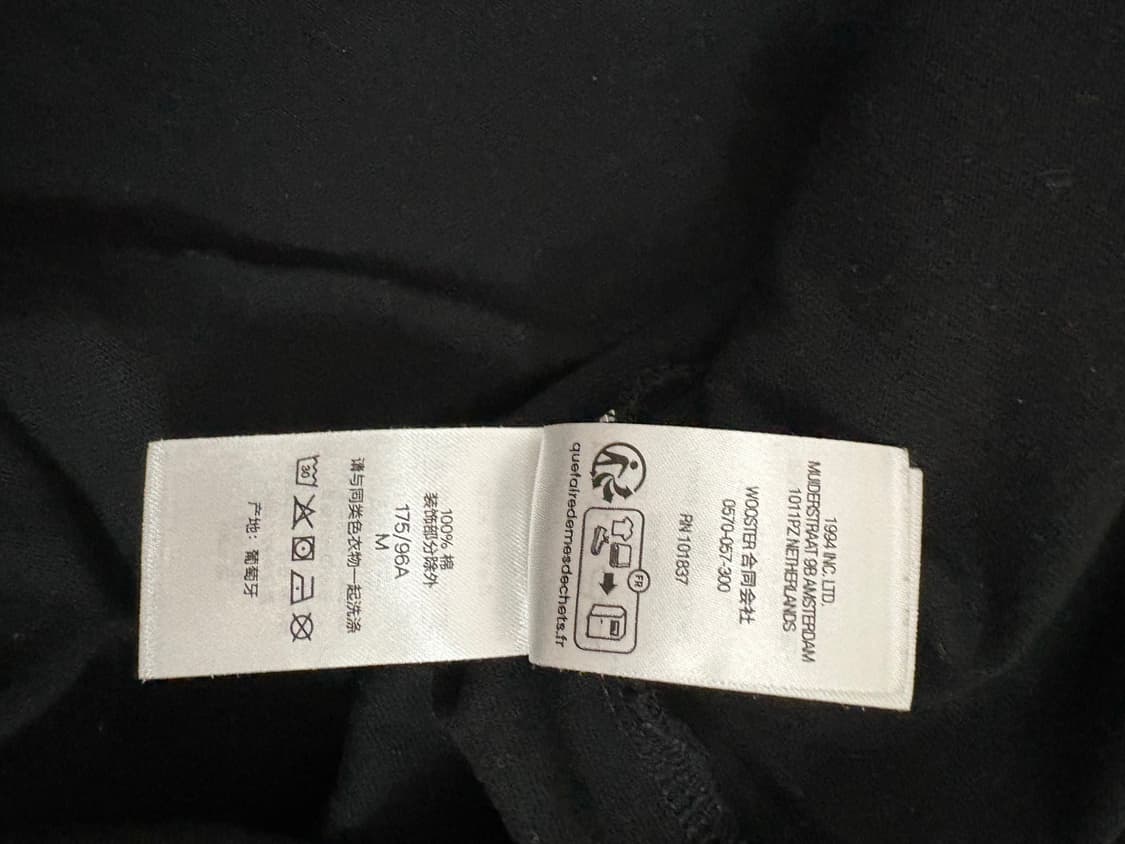 1994 INC. LTD.
MUIDERSTRAAT 9B AMSTERDAM
1011PZ NETHERLANDS
WOOSTER 合同会社
0570-057-300
RN 101837
FR
quefairedemesdechets.fr
100% 棉
装饰部分除外
175/96A
M
请与同类色衣物一起洗涤
30
产地: 葡萄牙